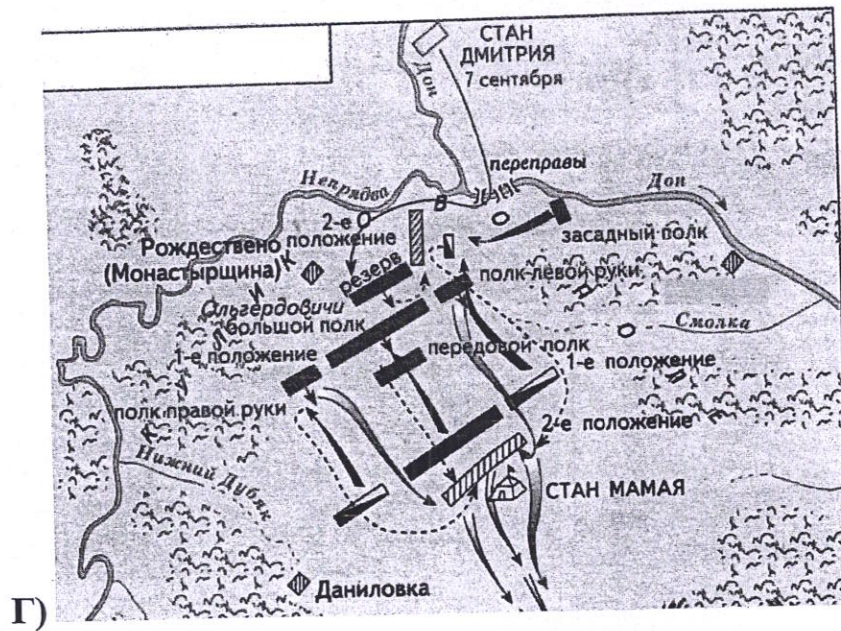 СТАН
ДМИТРИЯ
7 сентября
Дон
переправы
Непрядва
В
Дон
О
2-е
положение
Рождествено
(Монастырщина)
засадный полк
К
резерв
полк левой руки
И
Ольгердовичи
большой полк
Смолка
Л
1-е положение
передовой полк
1-е положение
полк правой руки
2-е положение
Нижний Дубяк
СТАН МАМАЯ
Даниловка
Г)